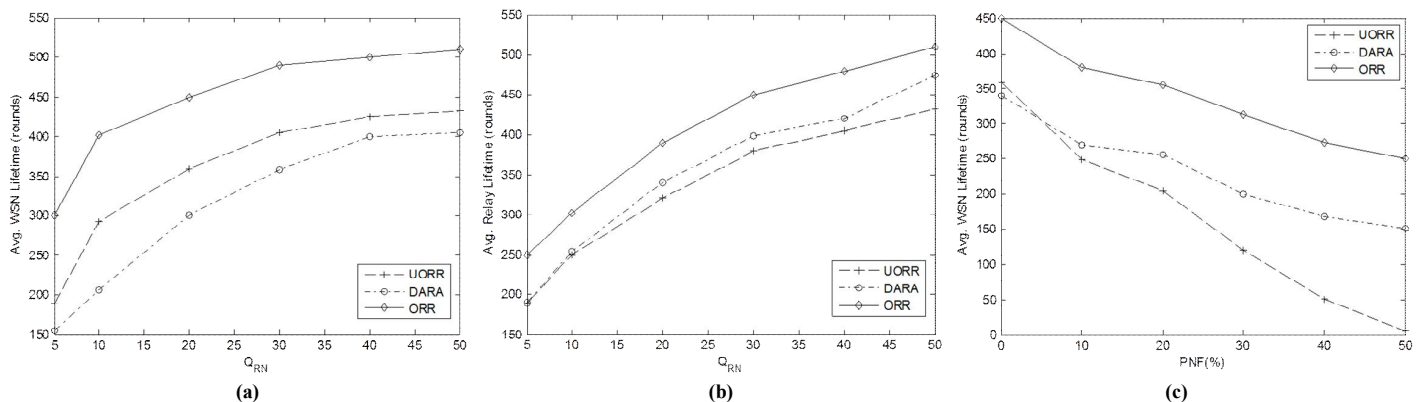 550
500
450
400
350
300
250
200
150
5 10 15 20 25 30 35 40 45 50
Avg. WSN Lifetime (rounds)
Q_RN
UORR
DARA
ORR
(a)
550
500
450
400
350
300
250
200
150
5 10 15 20 25 30 35 40 45 50
Avg. Relay Lifetime (rounds)
Q_RN
UORR
DARA
ORR
(b)
450
400
350
300
250
200
150
100
50
0
0 10 20 30 40 50
Avg. WSN Lifetime (rounds)
PNF(%)
UORR
DARA
ORR
(c)